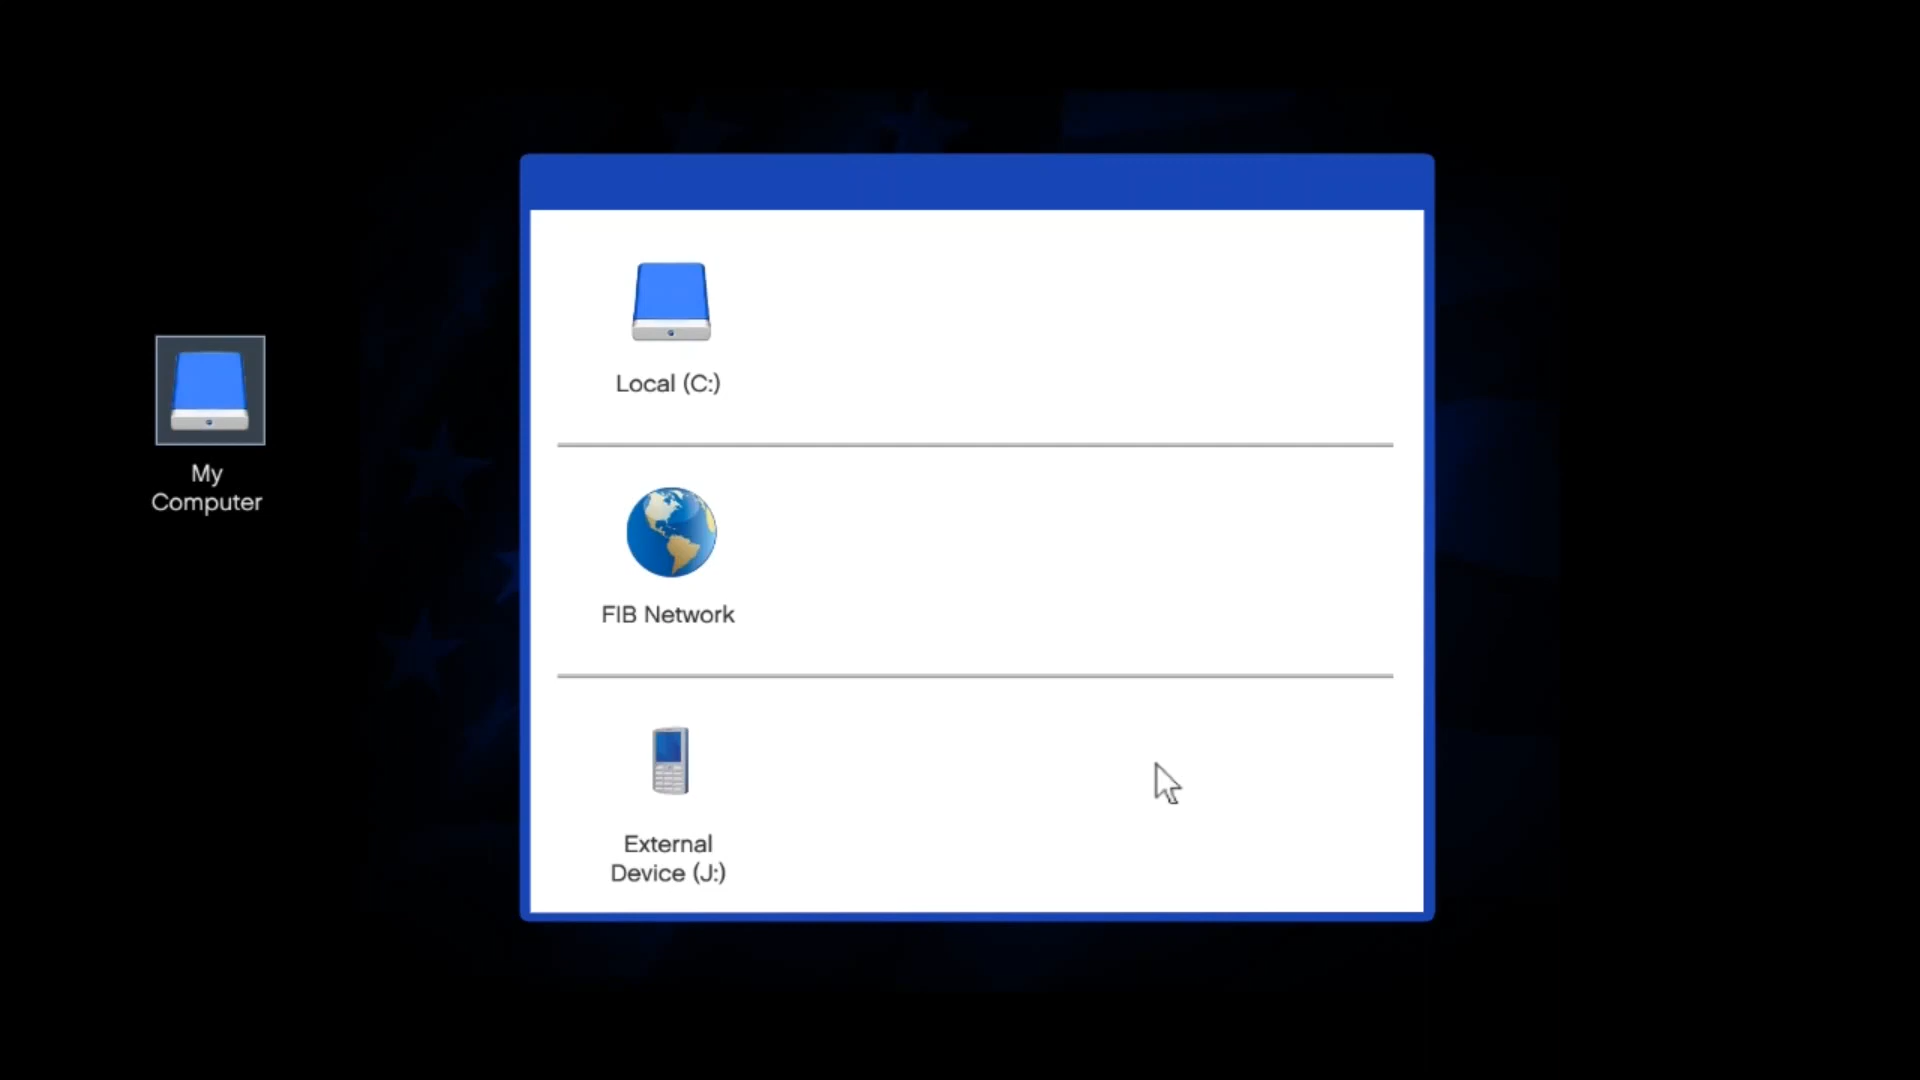 My
Computer
Local (C:)
FIB Network
External
Device (J:)